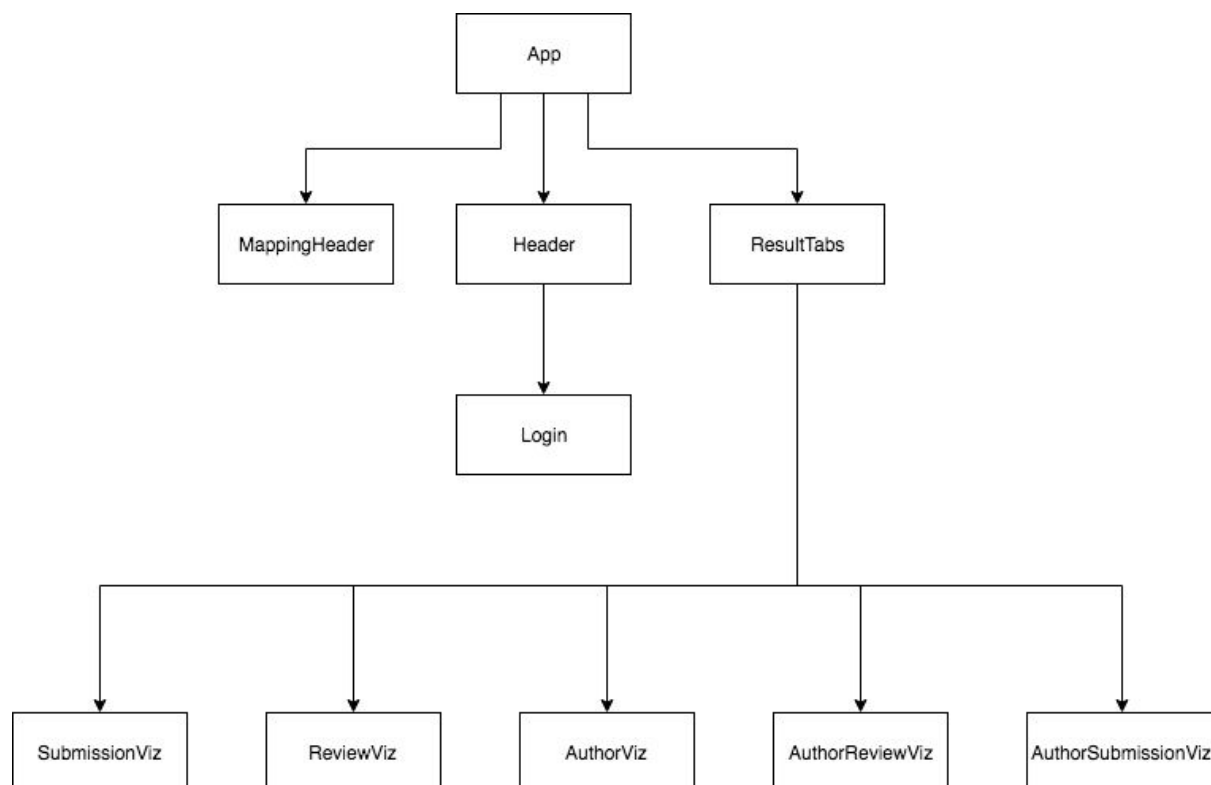 App
MappingHeader
Header
ResultTabs
Login
SubmissionViz
ReviewViz
AuthorViz
AuthorReviewViz
AuthorSubmissionViz